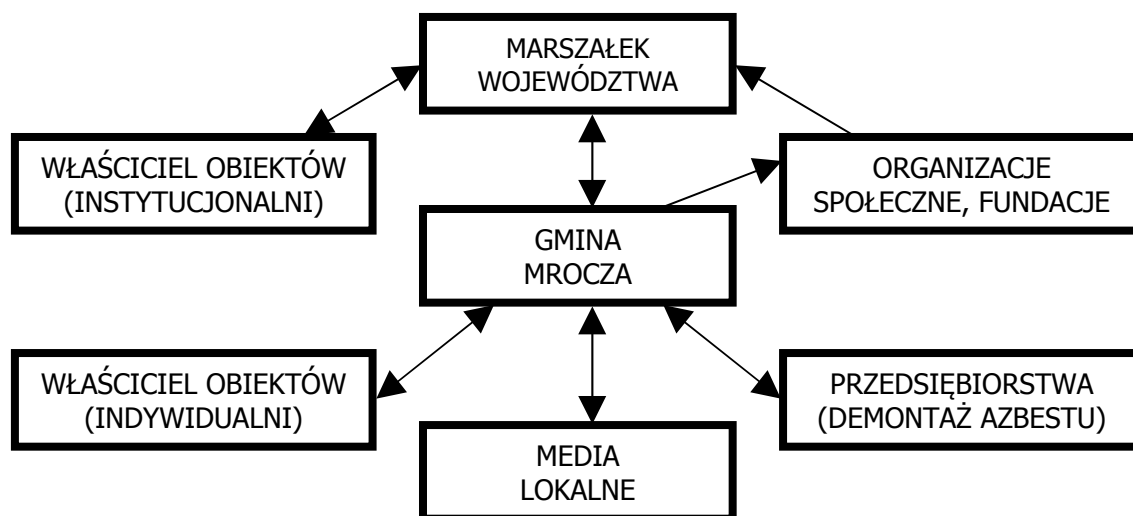 MARSZAŁEK
WOJEWÓDZTWA
WŁAŚCICIEL OBIEKTÓW
(INSTYTUCJONALNI)
ORGANIZACJE
SPOŁECZNE, FUNDACJE
GMINA
MROCZA
WŁAŚCICIEL OBIEKTÓW
(INDYWIDUALNI)
PRZEDSIĘBIORSTWA
(DEMONTAŻ AZBESTU)
MEDIA
LOKALNE